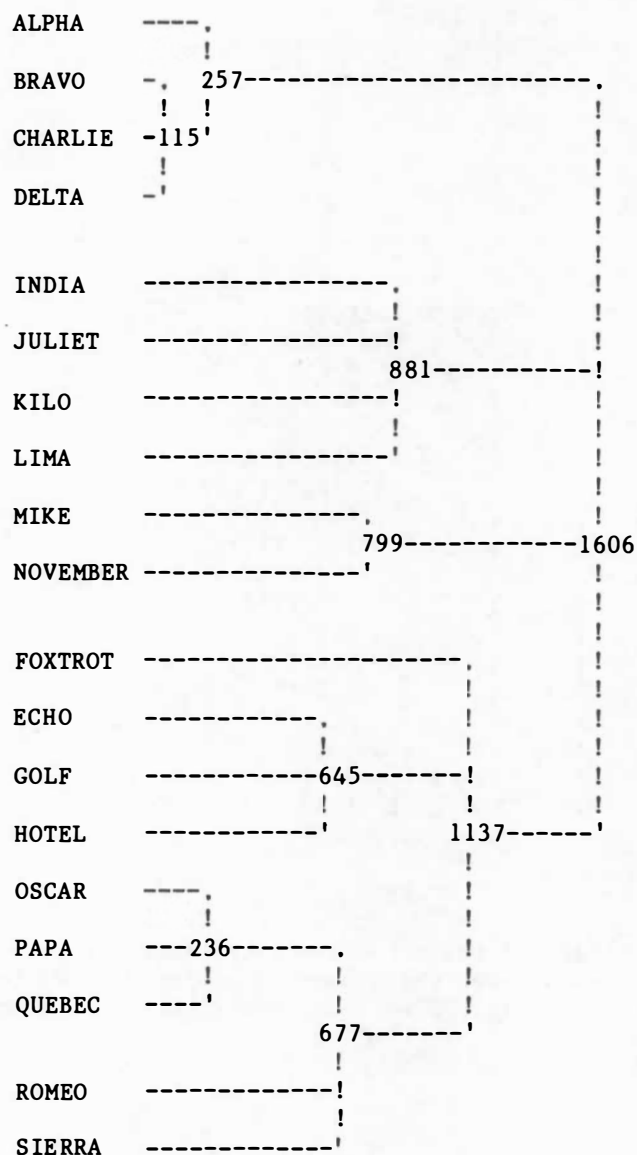 ALPHA
BRAVO 257
CHARLIE 115
DELTA
INDIA
JULIET
881
KILO
LIMA
MIKE
799 1606
NOVEMBER
FOXTROT
ECHO
GOLF 645
HOTEL 1137
OSCAR
PAPA 236
QUEBEC
677
ROMEO
SIERRA